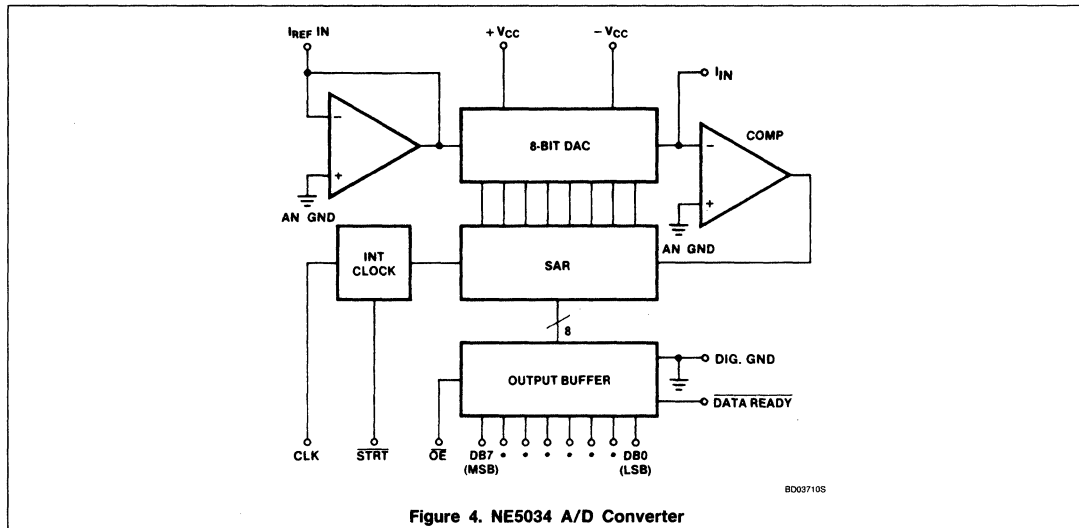 IREF IN
+ VCC
− VCC
IIN
8-BIT DAC
COMP
−
+
−
+
AN GND
AN GND
INT
CLOCK
SAR
8
OUTPUT BUFFER
DIG. GND
DATA READY
CLK
STRT
OE
DB7
(MSB)
DB0
(LSB)
BD03710S
Figure 4. NE5034 A/D Converter